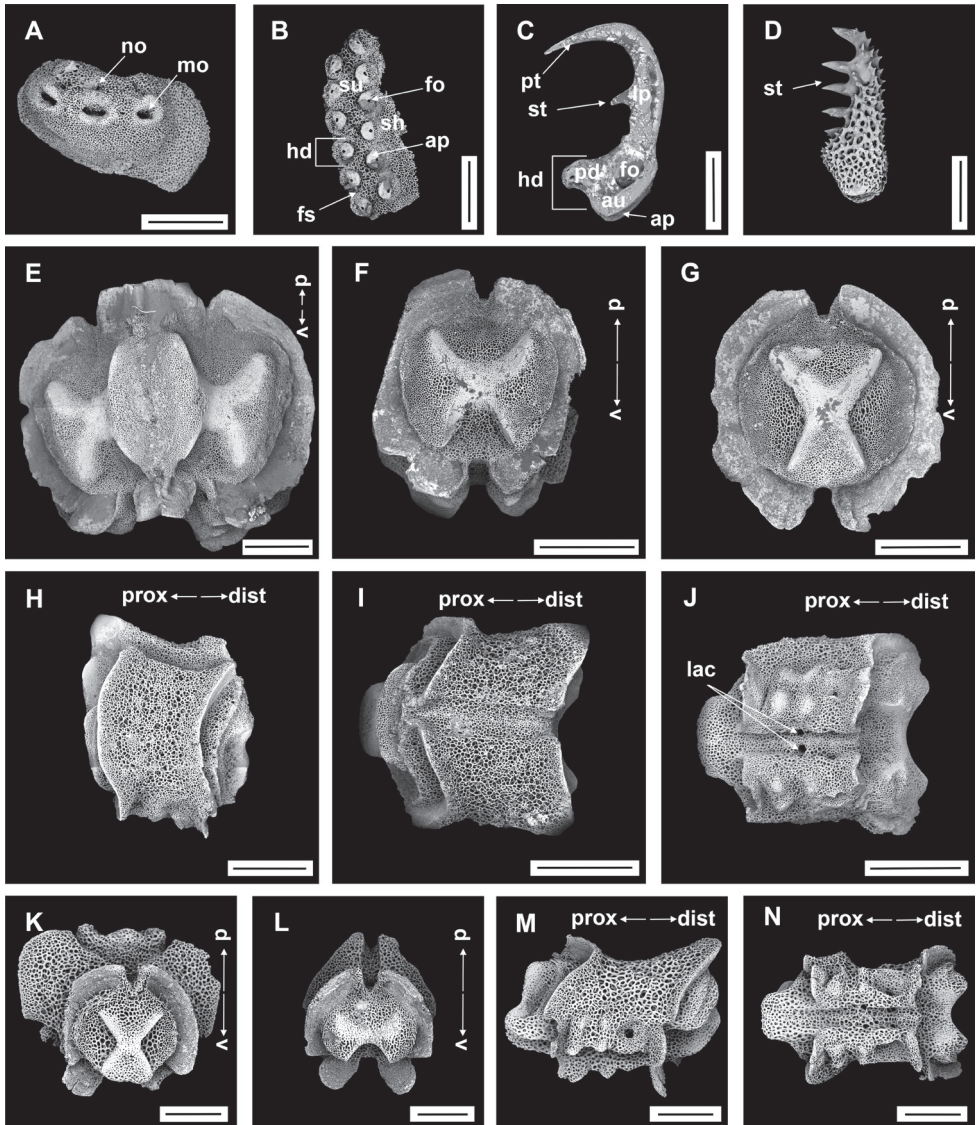 A
no
mo
B
su
fo
sh
hd
ap
fs
C
pt
st
lp
hd
pd
fo
au
ap
D
st
E
d
v
F
d
v
G
d
v
H
prox
dist
I
prox
dist
J
prox
dist
lac
K
d
v
L
d
v
M
prox
dist
N
prox
dist